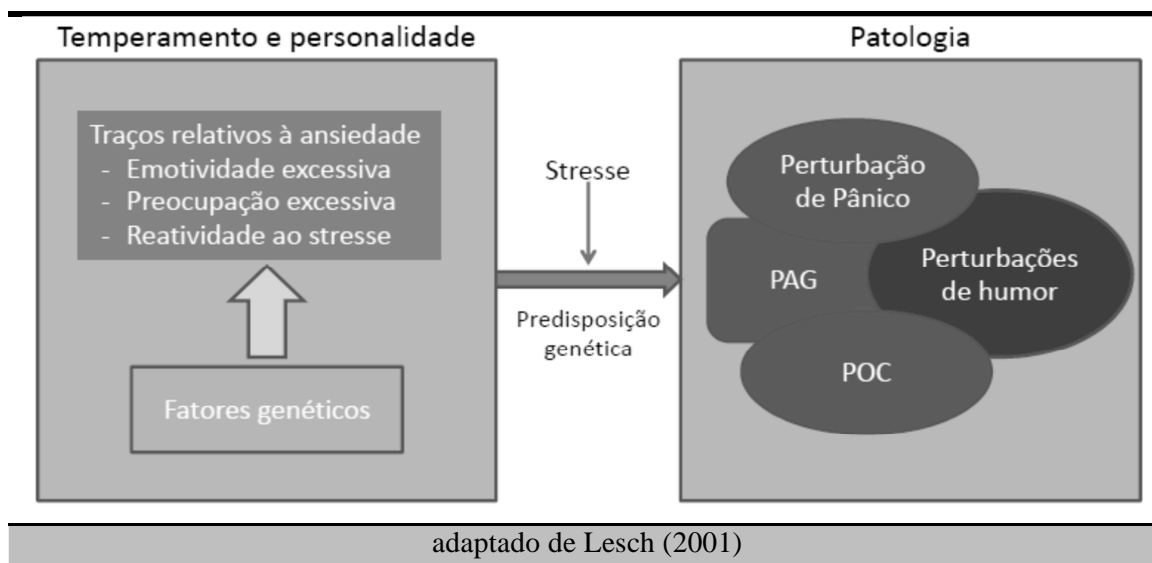 Temperamento e personalidade
Traços relativos à ansiedade
- Emotividade excessiva
- Preocupação excessiva
- Reatividade ao stresse
Fatores genéticos
Stresse
Predisposição
genética
Patologia
Perturbação
de Pânico
PAG
Perturbações
de humor
POC
adaptado de Lesch (2001)